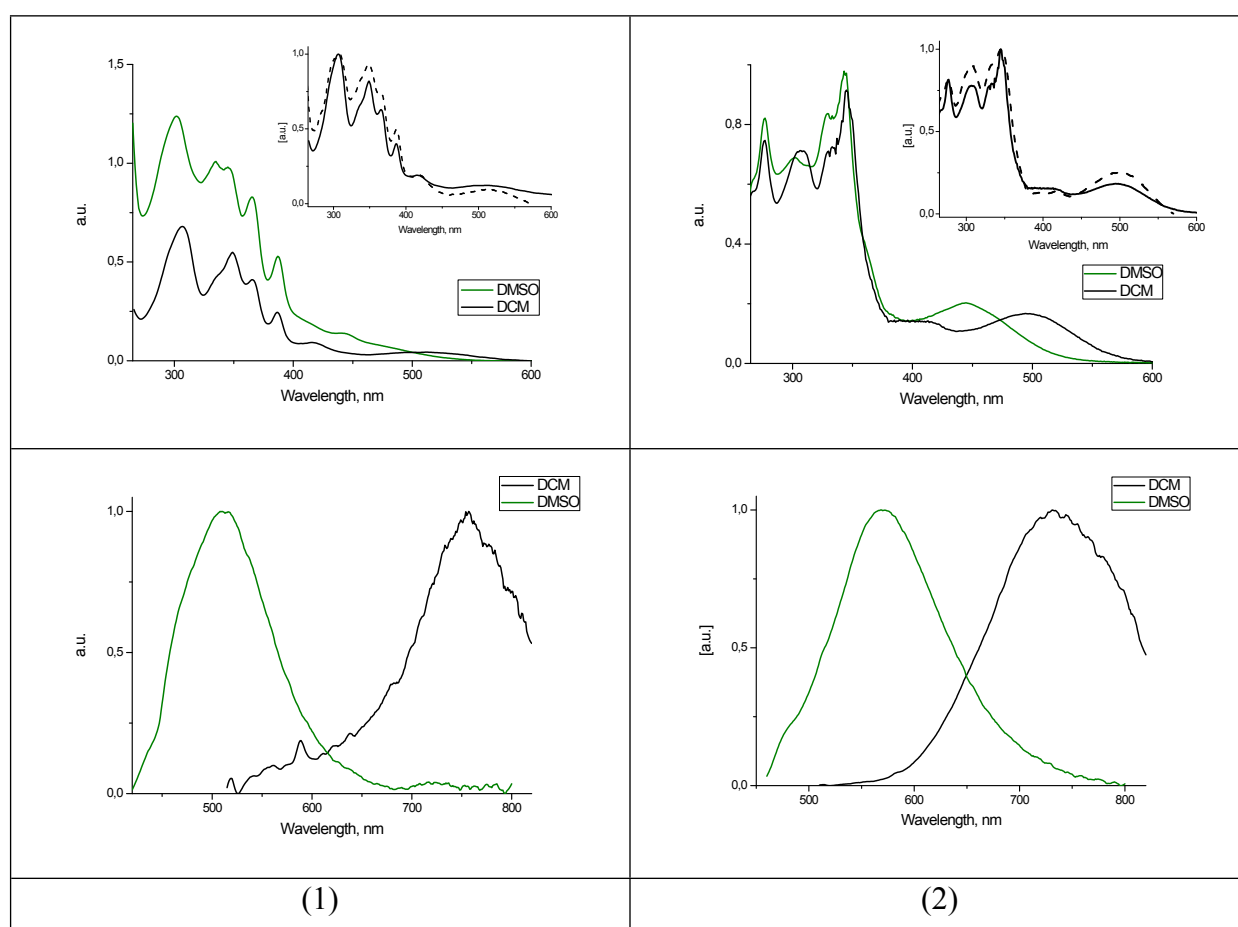 1,5
1,0
0,5
0,0
a.u.
300 400 500 600
Wavelength, nm
1,0
0,5
0,0
[a.u.]
300 400 500 600
Wavelength, nm
DMSO
DCM
0,8
0,4
0,0
a.u.
300 400 500 600
Wavelength, nm
1,0
0,5
0,0
[a.u.]
300 400 500 600
Wavelength, nm
DMSO
DCM
1,0
0,5
0,0
a.u.
500 600 700 800
Wavelength, nm
DCM
DMSO
1,0
0,5
0,0
[a.u.]
500 600 700 800
Wavelength, nm
DCM
DMSO
(1)
(2)